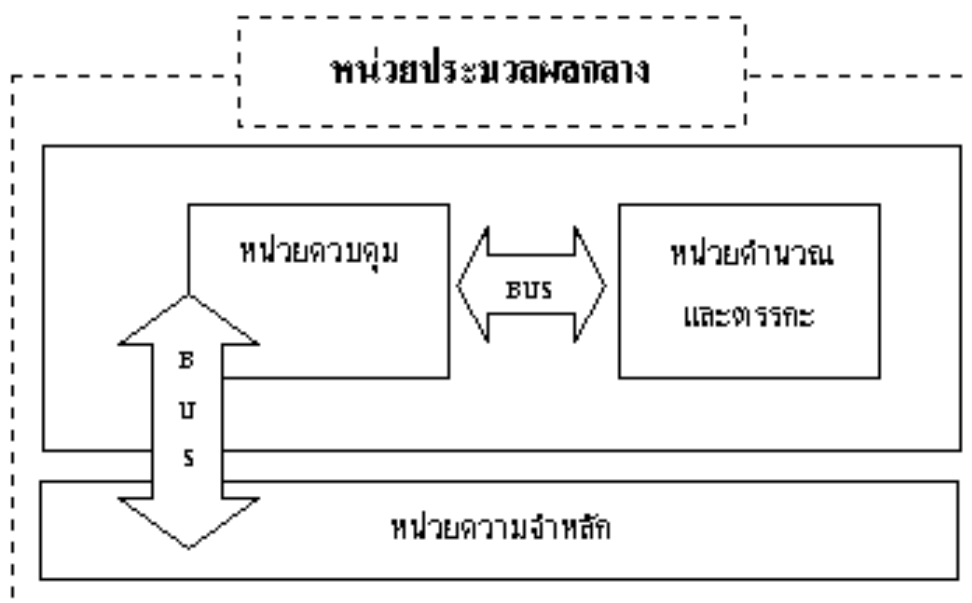 หน่วยประมวลผลกลาง
หน่วยควบคุม
BUS
หน่วยคำนวณ
และตรรกะ
B
U
S
หน่วยความจำหลัก